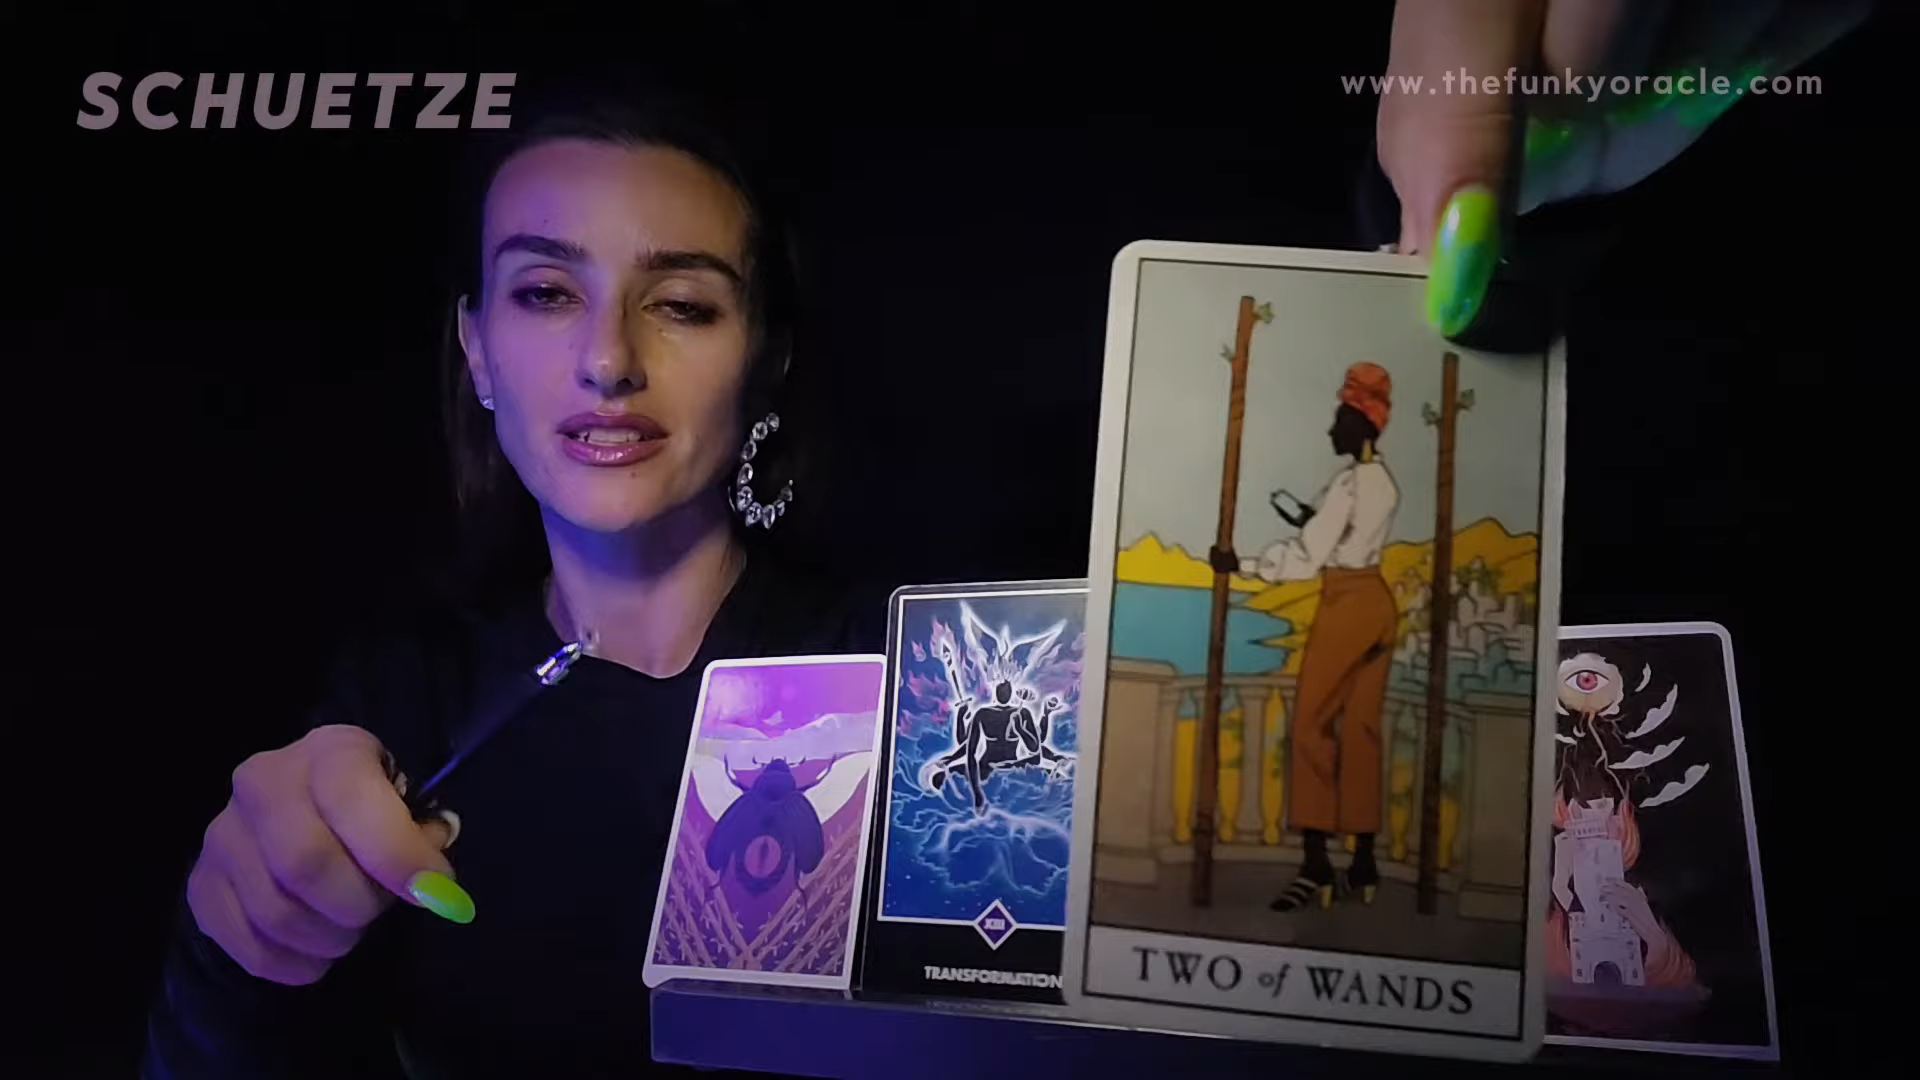 SCHUETZE
www.thefunkyoracle.com
XIII
TRANSFORMATION
TWO of WANDS